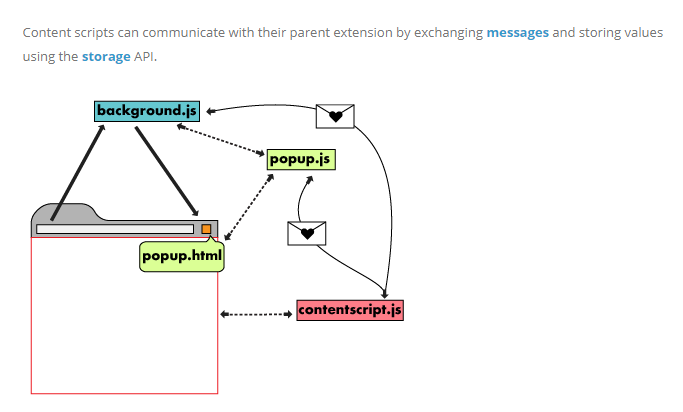 Content scripts can communicate with their parent extension by exchanging messages and storing values
using the storage API.
background.js
popup.js
popup.html
contentscript.js